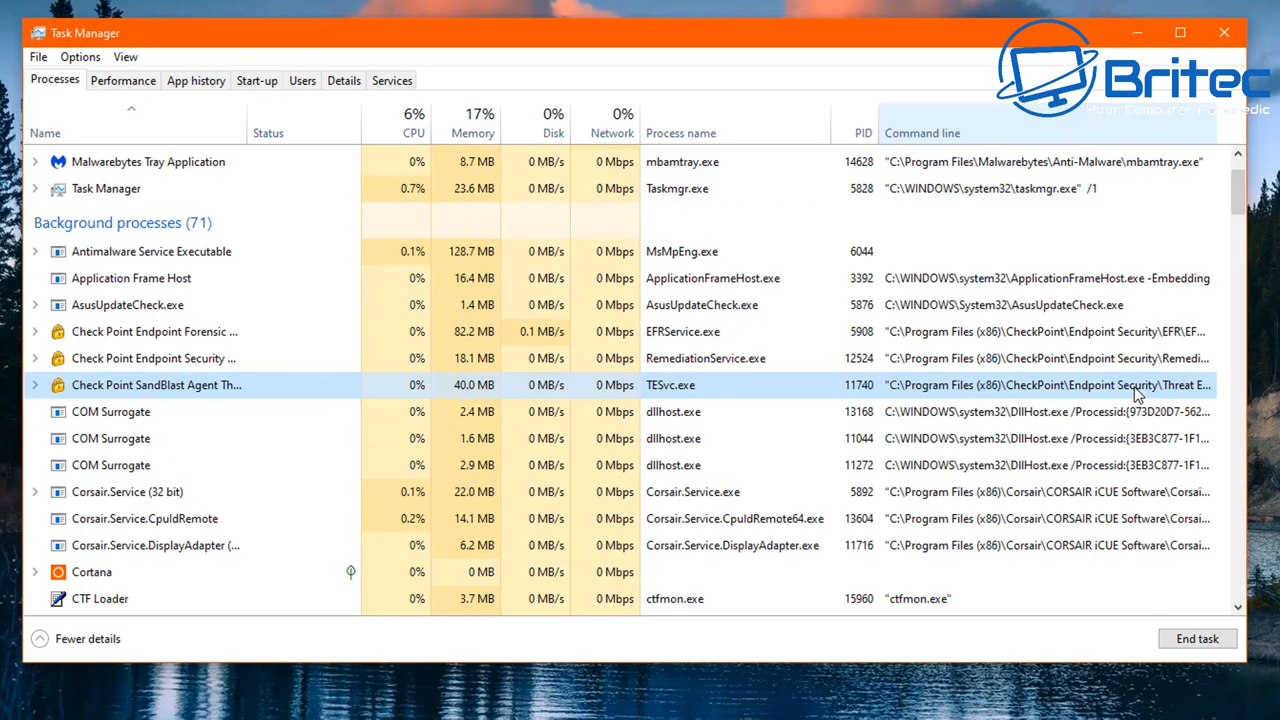 Task Manager
Britec
Your Computer Forte Medic
File Options View
Processes Performance App history Start-up Users Details Services
6% 17% 0% 0%
Name Status CPU Memory Disk Network Process name PID Command line
Malwarebytes Tray Application 0% 8.7 MB 0 MB/s 0 Mbps mbamtray.exe 14628 "C:\Program Files\Malwarebytes\Anti-Malware\mbamtray.exe"
Task Manager 0.7% 23.6 MB 0 MB/s 0 Mbps Taskmgr.exe 5828 "C:\WINDOWS\system32\taskmgr.exe" /1
Background processes (71)
Antimalware Service Executable 0.1% 128.7 MB 0 MB/s 0 Mbps MsMpEng.exe 6044
Application Frame Host 0% 16.4 MB 0 MB/s 0 Mbps ApplicationFrameHost.exe 3392 C:\WINDOWS\system32\ApplicationFrameHost.exe -Embedding
AsusUpdateCheck.exe 0% 1.4 MB 0 MB/s 0 Mbps AsusUpdateCheck.exe 5876 C:\WINDOWS\System32\AsusUpdateCheck.exe
Check Point Endpoint Forensic ... 0% 82.2 MB 0.1 MB/s 0 Mbps EFRService.exe 5908 "C:\Program Files (x86)\CheckPoint\Endpoint Security\EFR\EF...
Check Point Endpoint Security ... 0% 18.1 MB 0 MB/s 0 Mbps RemediationService.exe 12524 "C:\Program Files (x86)\CheckPoint\Endpoint Security\Remedi...
Check Point SandBlast Agent Th... 0% 40.0 MB 0 MB/s 0 Mbps TESvc.exe 11740 "C:\Program Files (x86)\CheckPoint\Endpoint Security\Threat E...
COM Surrogate 0% 2.4 MB 0 MB/s 0 Mbps dllhost.exe 13168 C:\WINDOWS\system32\DllHost.exe /Processid:{973D20D7-562...
COM Surrogate 0% 1.6 MB 0 MB/s 0 Mbps dllhost.exe 11044 C:\WINDOWS\system32\DllHost.exe /Processid:{3EB3C877-1F1...
COM Surrogate 0% 2.9 MB 0 MB/s 0 Mbps dllhost.exe 11272 C:\WINDOWS\system32\DllHost.exe /Processid:{3EB3C877-1F1...
Corsair.Service (32 bit) 0.1% 22.0 MB 0 MB/s 0 Mbps Corsair.Service.exe 5892 "C:\Program Files (x86)\Corsair\CORSAIR iCUE Software\Corsai...
Corsair.Service.CpuIdRemote 0.2% 14.1 MB 0 MB/s 0 Mbps Corsair.Service.CpuIdRemote64.exe 13604 "C:\Program Files (x86)\Corsair\CORSAIR iCUE Software\Corsai...
Corsair.Service.DisplayAdapter (... 0% 6.2 MB 0 MB/s 0 Mbps Corsair.Service.DisplayAdapter.exe 11716 "C:\Program Files (x86)\Corsair\CORSAIR iCUE Software\Corsai...
Cortana 0% 0 MB 0 MB/s 0 Mbps
CTF Loader 0% 3.7 MB 0 MB/s 0 Mbps ctfmon.exe 15960 "ctfmon.exe"
Fewer details End task